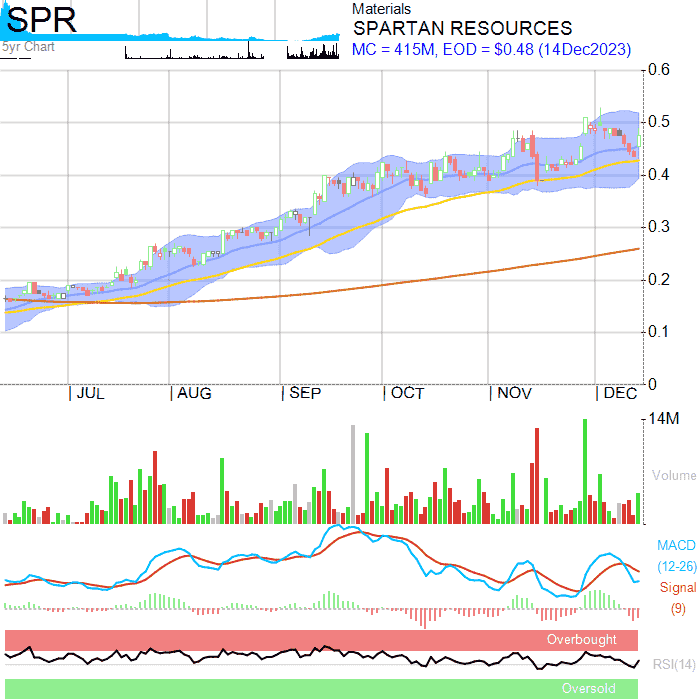 SPR
5yr Chart
Materials
SPARTAN RESOURCES
MC = 415M, EOD = $0.48 (14Dec2023)
0.6
0.5
0.4
0.3
0.2
0.1
0
JUL AUG SEP OCT NOV DEC
14M
Volume
MACD
(12-26)
Signal
(9)
Overbought
RSI(14)
Oversold